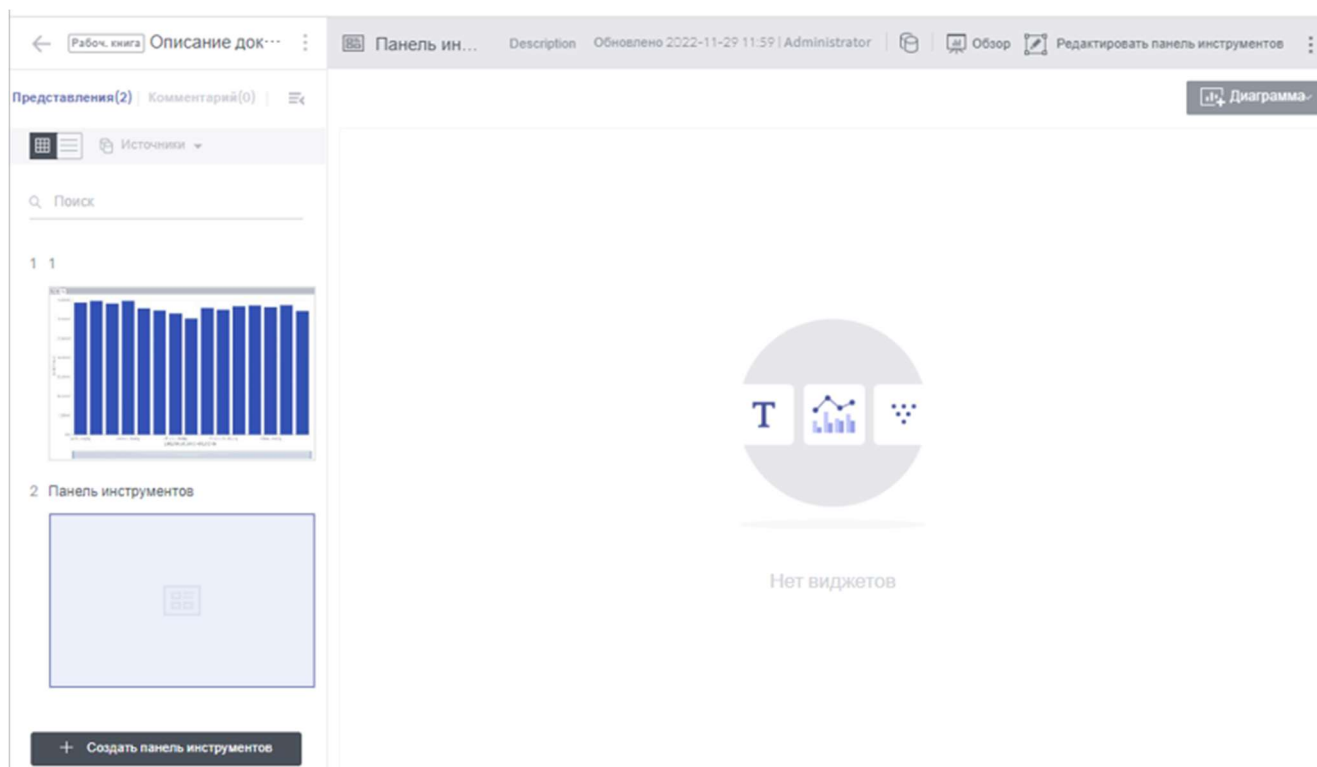 Рабоч. книга Описание док···
Панель ин... Description Обновлено 2022-11-29 11:59 | Administrator Обзор Редактировать панель инструментов
Представления(2) Комментарий(0)
Диаграмма
Источники
Поиск
1 1
2 Панель инструментов
T
Нет виджетов
+ Создать панель инструментов